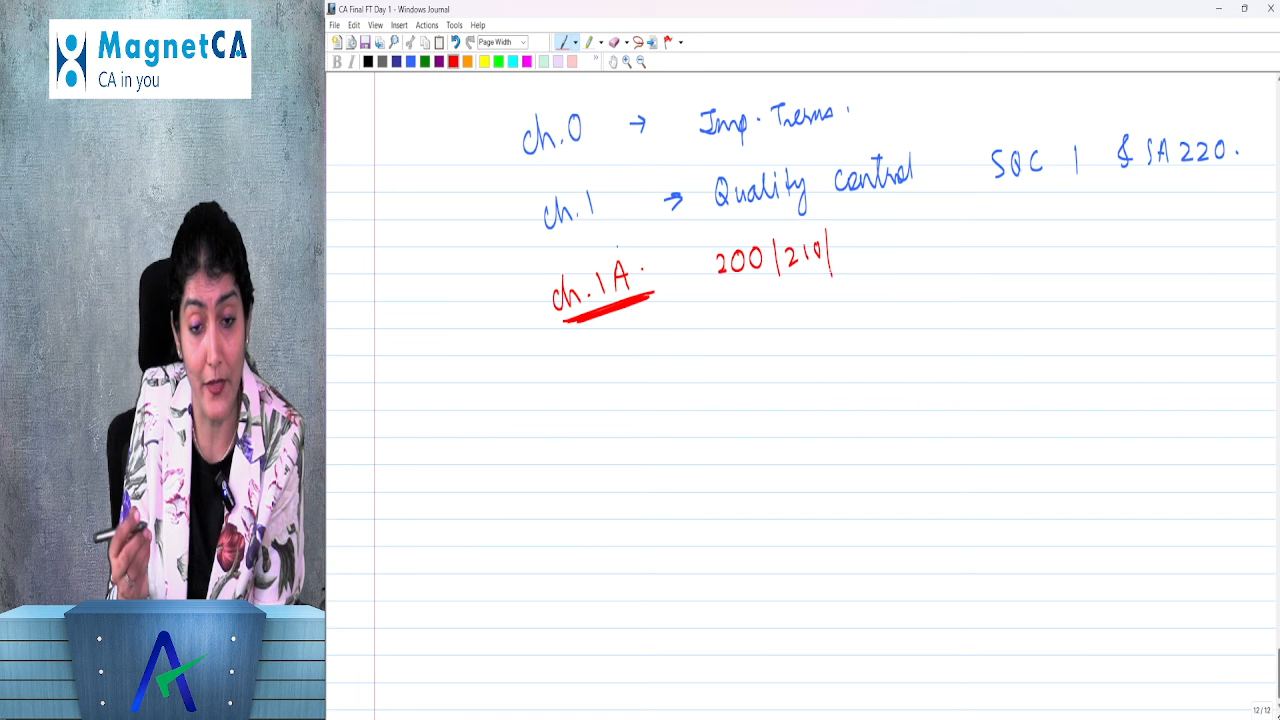 MagnetCA
CA in you
CA Final FT Day 1 - Windows Journal
File Edit View Insert Actions Tools Help
Page Width
B I
ch.0 → Imp. Terms.
ch.1 → Quality control SQC 1 & SA 220.
ch.1A. 200/210/
12/12